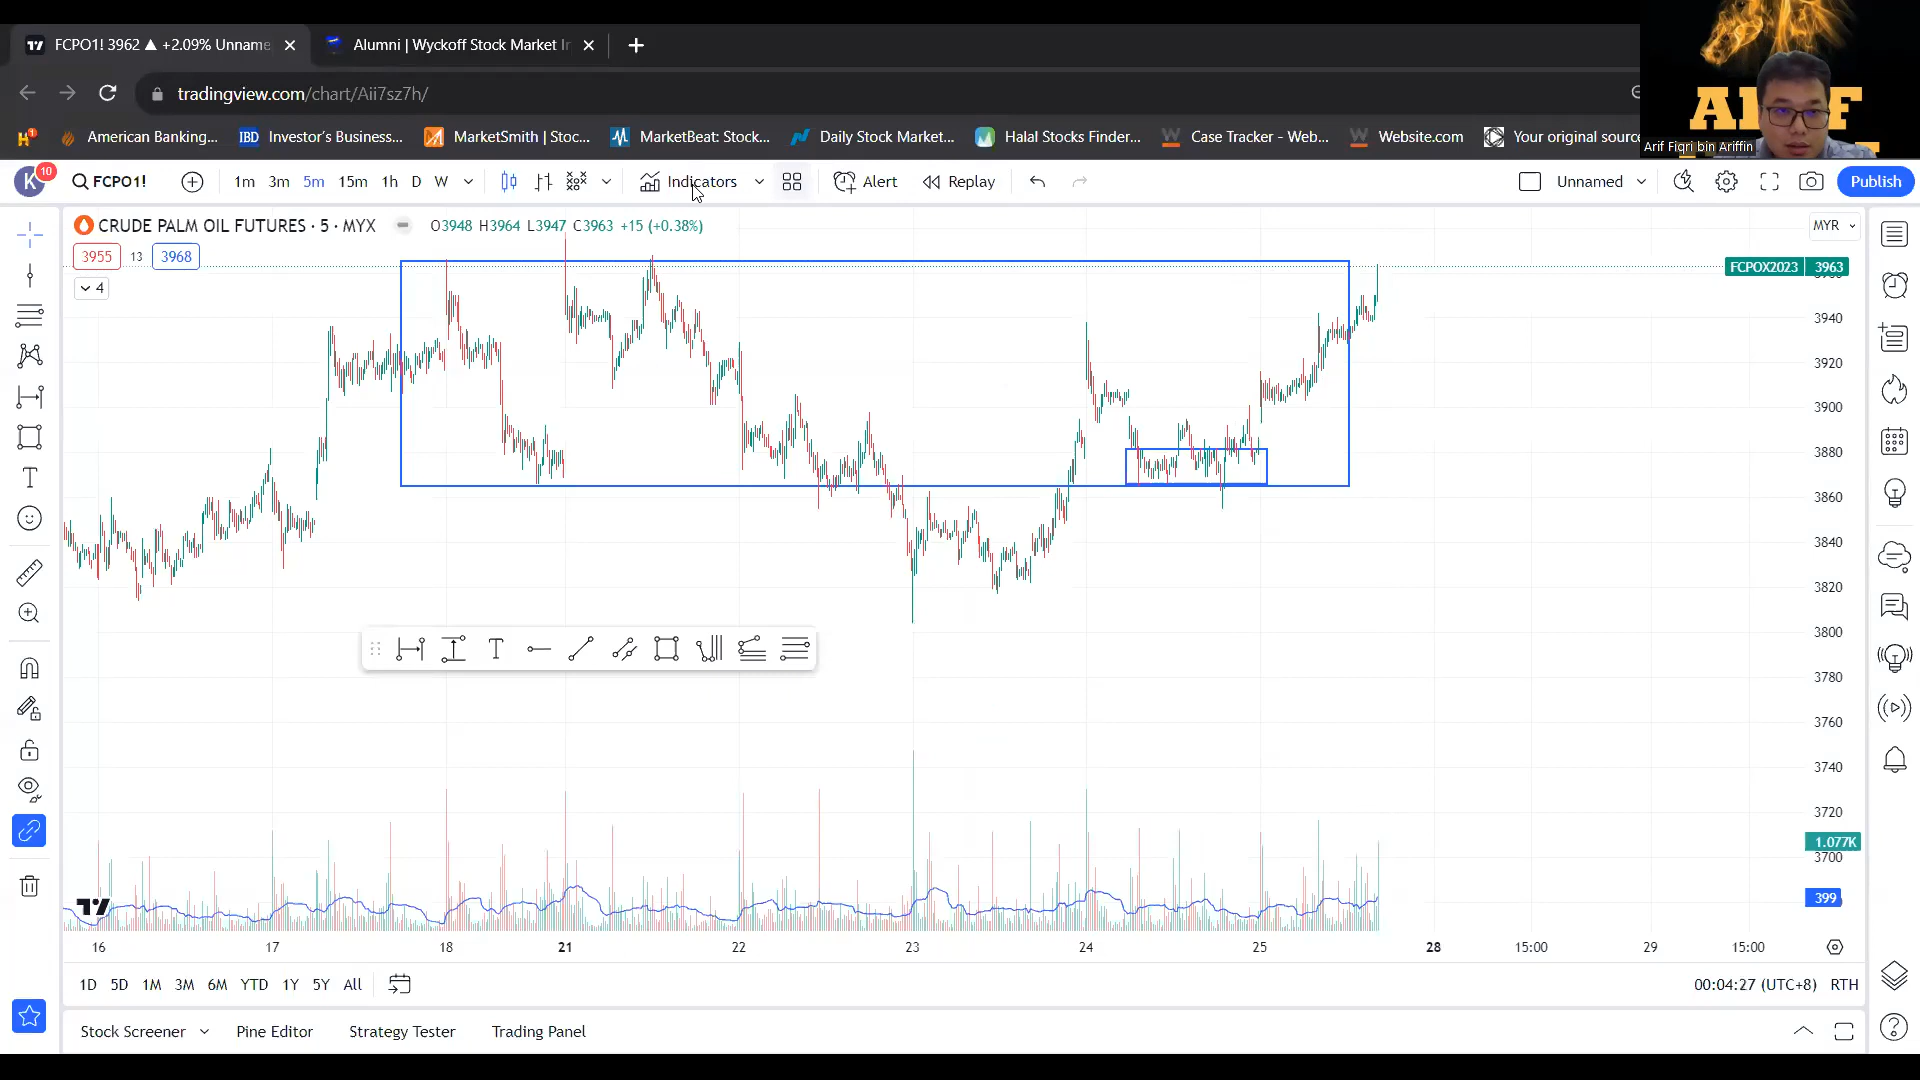 FCPO1! 3962 ▲ +2.09% Unname
Alumni | Wyckoff Stock Market In
tradingview.com/chart/Aii7sz7h/
American Banking...
IBD Investor's Business...
MarketSmith | Stoc...
MarketBeat: Stock...
Daily Stock Market...
Halal Stocks Finder...
Case Tracker - Web...
Website.com
Your original source
Arif Fiqri bin Ariffin
K 10
FCPO1!
1m 3m 5m 15m 1h D W
Indicators
Alert
Replay
Unnamed
Publish
CRUDE PALM OIL FUTURES · 5 · MYX
O3948 H3964 L3947 C3963 +15 (+0.38%)
MYR
3955 13 3968
FCPOX2023 3963
4
3940
3920
3900
3880
3860
3840
3820
3800
3780
3760
3740
3720
1.077K
3700
399
16 17 18 21 22 23 24 25 28 15:00 29 15:00
1D 5D 1M 3M 6M YTD 1Y 5Y All
00:04:27 (UTC+8) RTH
Stock Screener
Pine Editor
Strategy Tester
Trading Panel